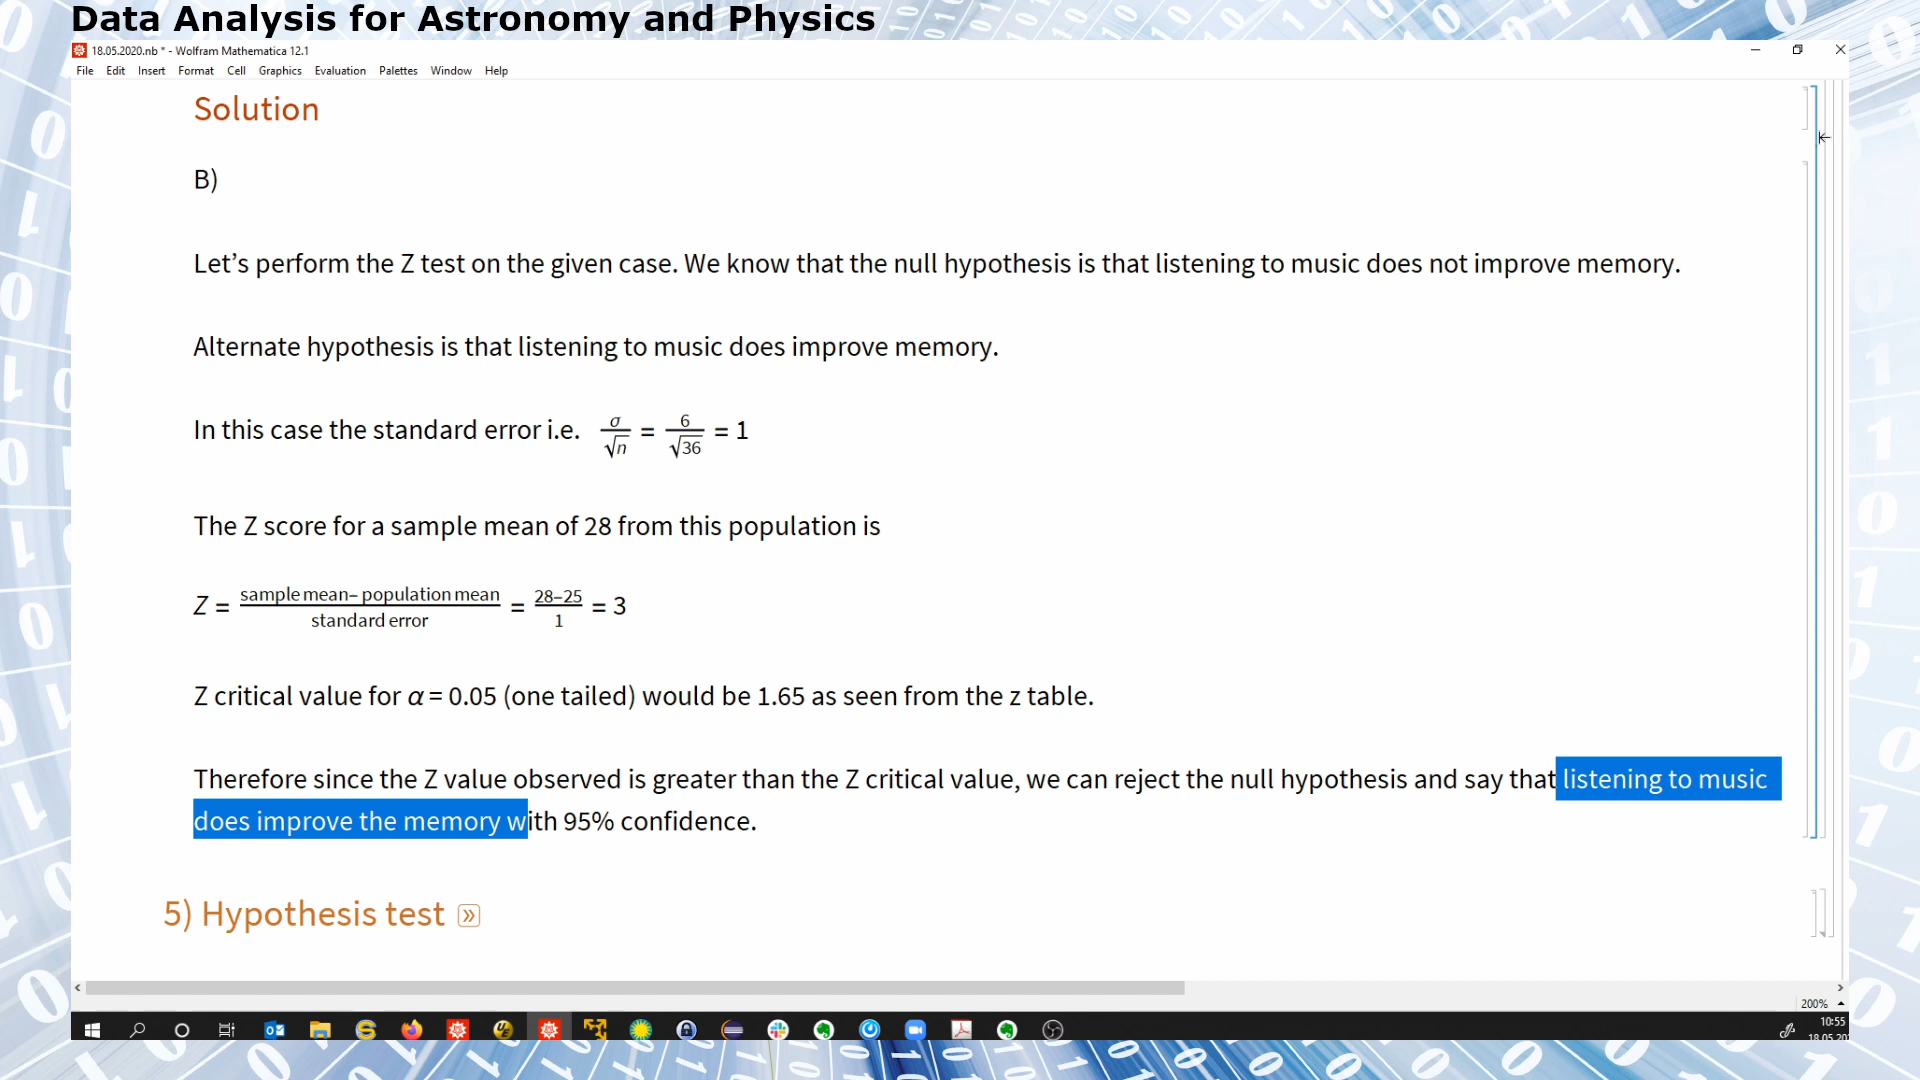 Data Analysis for Astronomy and Physics
18.05.2020.nb * - Wolfram Mathematica 12.1
File Edit Insert Format Cell Graphics Evaluation Palettes Window Help
Solution
B)
Let's perform the Z test on the given case. We know that the null hypothesis is that listening to music does not improve memory.
Alternate hypothesis is that listening to music does improve memory.
In this case the standard error i.e. σ/√n = 6/√36 = 1
The Z score for a sample mean of 28 from this population is
Z = sample mean– population mean/standard error = 28–25/1 = 3
Z critical value for α = 0.05 (one tailed) would be 1.65 as seen from the z table.
Therefore since the Z value observed is greater than the Z critical value, we can reject the null hypothesis and say that listening to music
does improve the memory with 95% confidence.
5) Hypothesis test »
200%
10:55